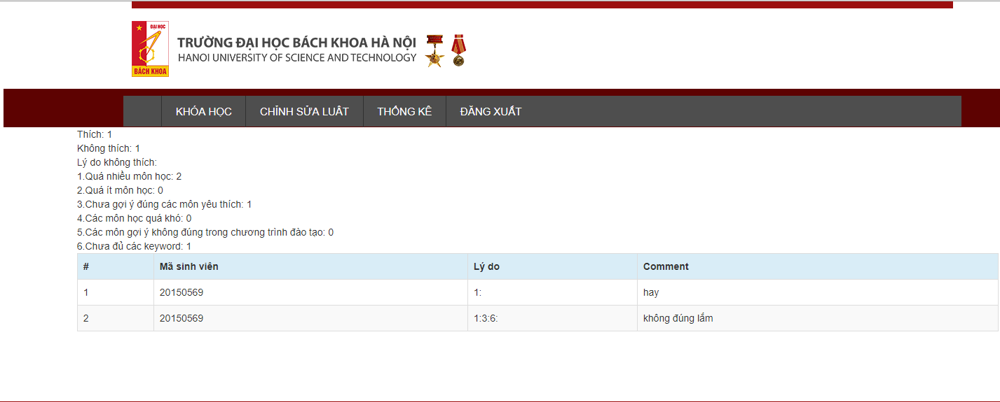 ĐẠI HỌC
BÁCH KHOA
TRƯỜNG ĐẠI HỌC BÁCH KHOA HÀ NỘI
HANOI UNIVERSITY OF SCIENCE AND TECHNOLOGY
KHÓA HỌC CHỈNH SỬA LUẬT THỐNG KÊ ĐĂNG XUẤT
Thích: 1
Không thích: 1
Lý do không thích:
1.Quá nhiều môn học: 2
2.Quá ít môn học: 0
3.Chưa gợi ý đúng các môn yêu thích: 1
4.Các môn học quá khó: 0
5.Các môn gợi ý không đúng trong chương trình đào tạo: 0
6.Chưa đủ các keyword: 1
# Mã sinh viên Lý do Comment
1 20150569 1: hay
2 20150569 1:3:6: không đúng lắm